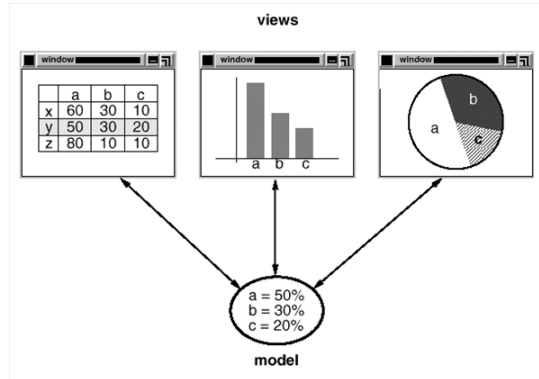 views
window
a b c
x 60 30 10
y 50 30 20
z 80 10 10
window
a b c
window
a
b
c
a = 50%
b = 30%
c = 20%
model